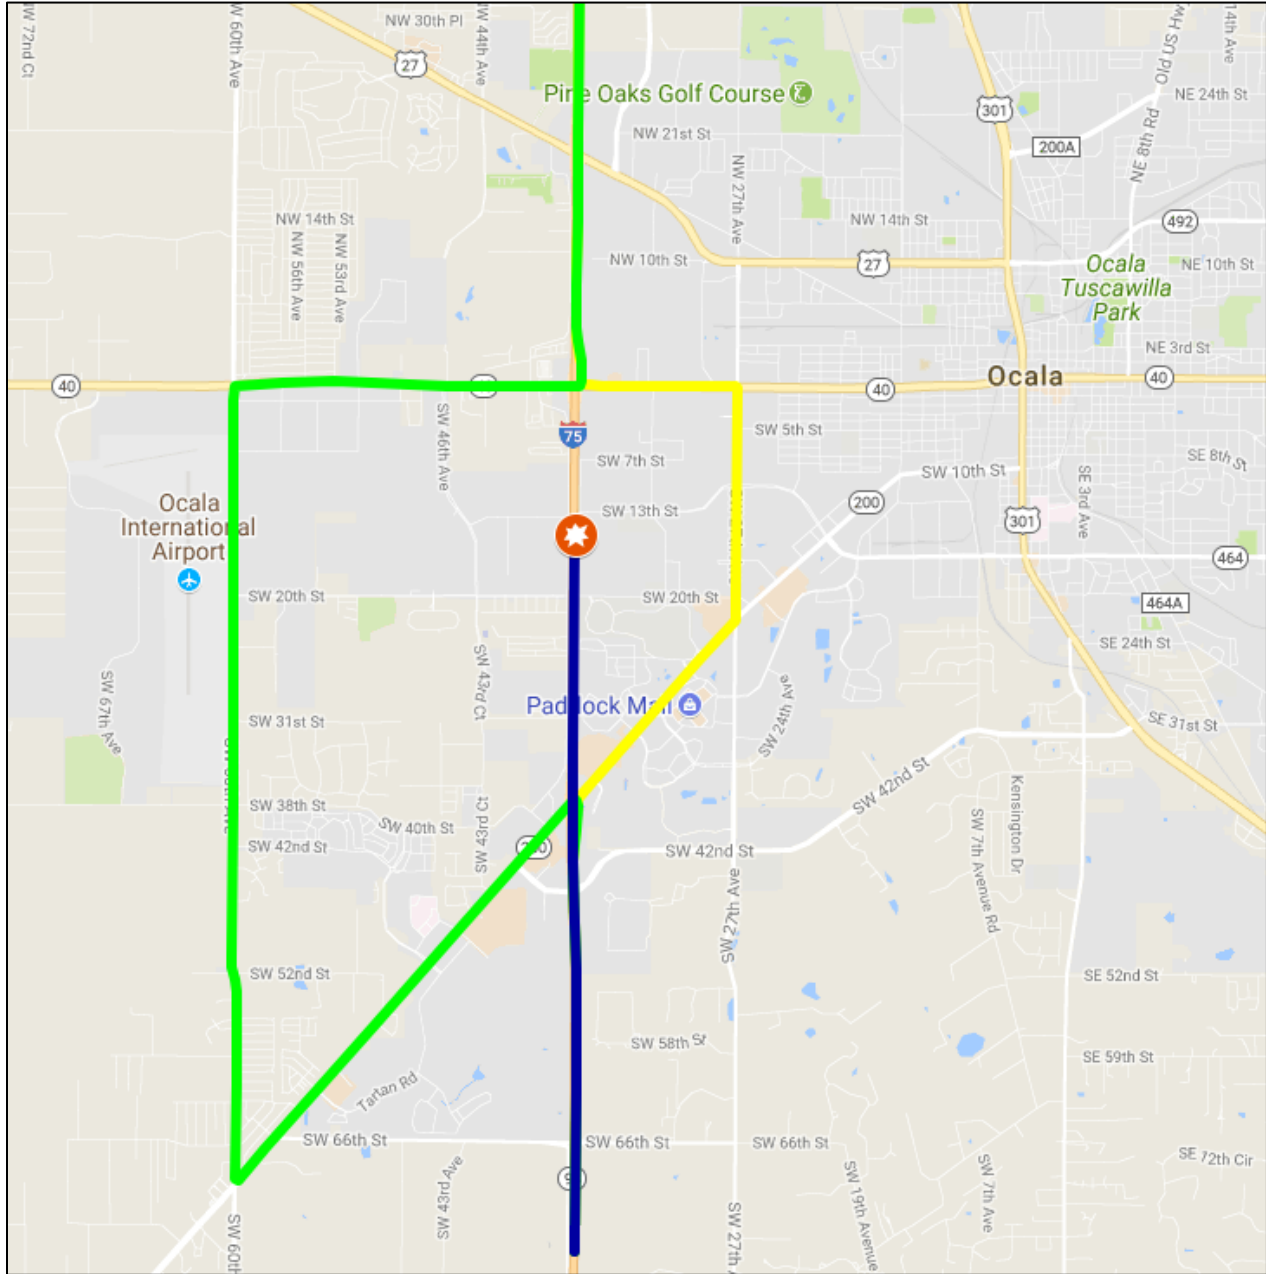 NW 72nd Ct
NW 60th Ave
NW 30th Pl
NW 44th Ave
14th Ave
Old US Hwy
27
Pine Oaks Golf Course
301
NE 24th St
NW 21st St
200A
NE 8th Rd
NW 27th Ave
NW 14th St
NW 14th St
492
NW 56th Ave
NW 53rd Ave
NW 10th St
27
Ocala
Tuscawilla
Park
NE 10th St
NE 3rd St
40
40
Ocala
40
SW 46th Ave
75
SW 5th St
SW 7th St
SW 10th St
SE 3rd Ave
SE 8th St
Ocala
International
Airport
SW 13th St
200
301
464
SW 20th St
SW 20th St
464A
SE 24th St
SW 67th Ave
SW 43rd Ct
Paddock Mall
SW 24th Ave
SW 31st St
SE 31st St
SW 38th St
SW 40th St
SW 43rd Ct
SW 42nd St
Kensington Dr
SW 42nd St
200
SW 42nd St
SW 7th Avenue Rd
SW 27th Ave
SW 52nd St
SE 52nd St
SW 58th St
SE 59th St
Tartan Rd
SW 66th St
SW 66th St
SW 66th St
SE 72th Cir
SW 43rd Ave
SW 19th Avenue
SW 7th Ave
SW 60th
SW 27th